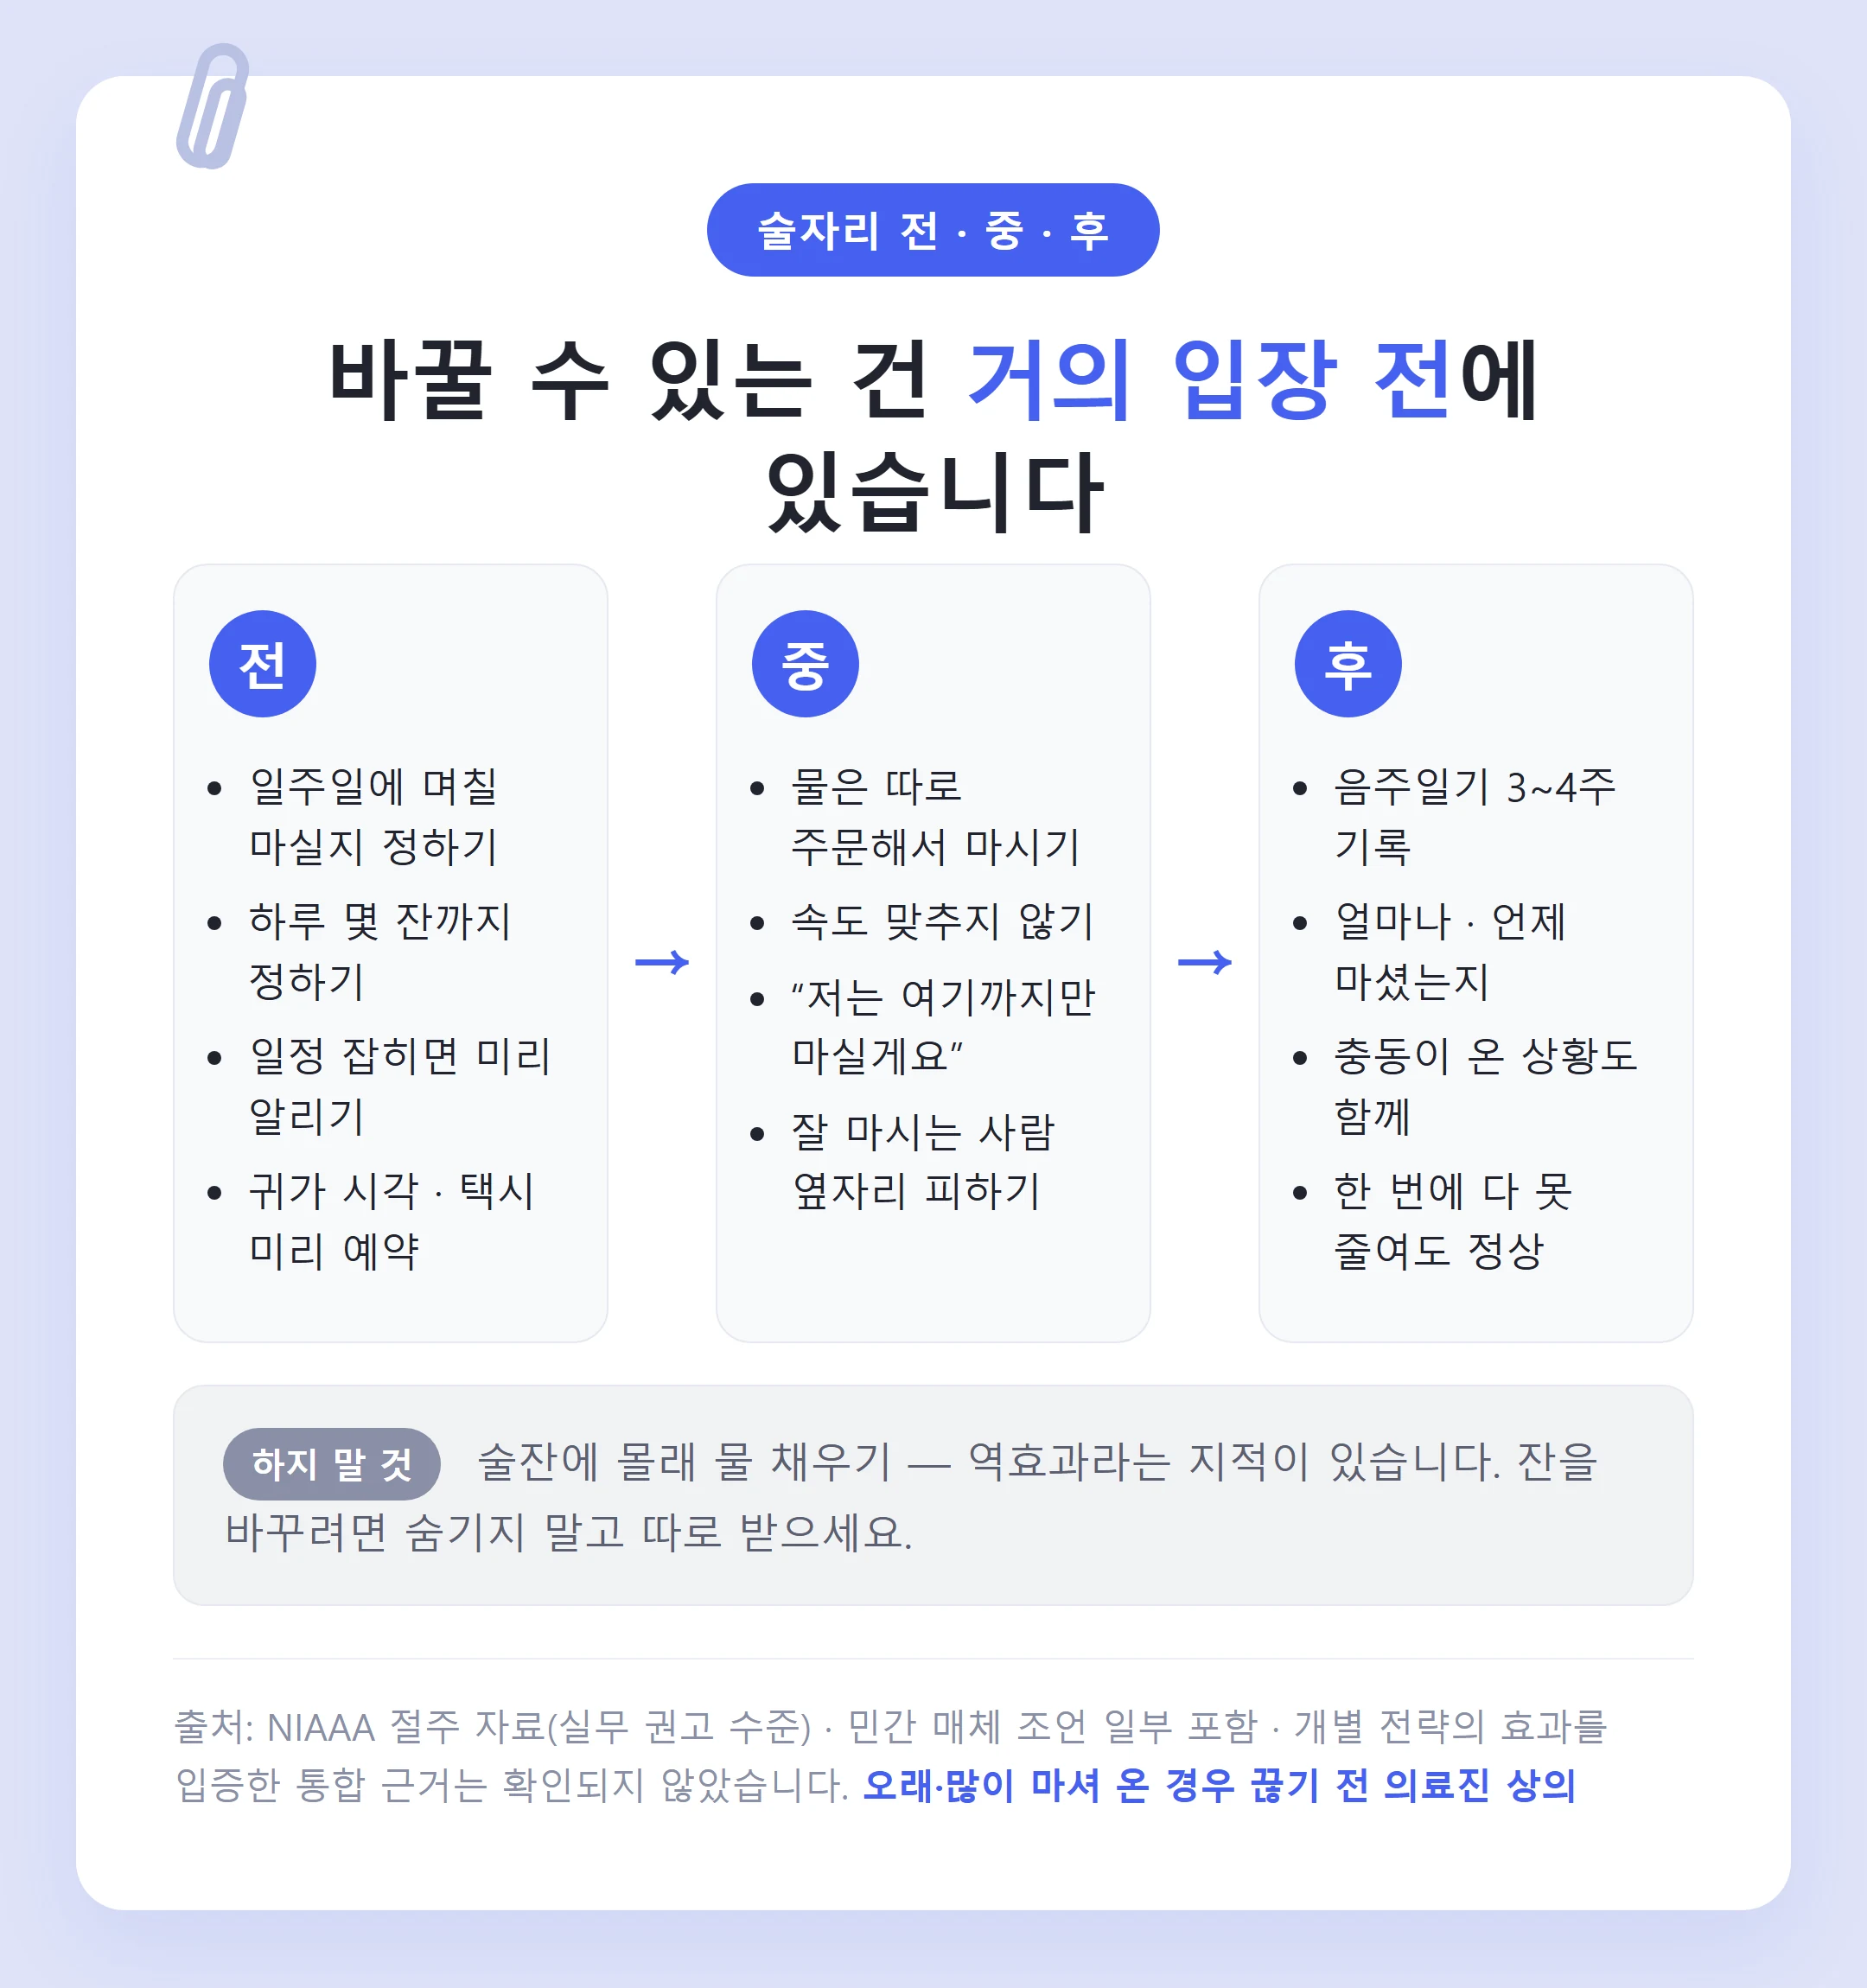 술자리 전 · 중 · 후
바꿀 수 있는 건 거의 입장 전에
있습니다
전
• 일주일에 며칠
마실지 정하기
• 하루 몇 잔까지
정하기
• 일정 잡히면 미리
알리기
• 귀가 시각 · 택시
미리 예약
→
중
• 물은 따로
주문해서 마시기
• 속도 맞추지 않기
• “저는 여기까지만
마실게요”
• 잘 마시는 사람
옆자리 피하기
→
후
• 음주일기 3~4주
기록
• 얼마나 · 언제
마셨는지
• 충동이 온 상황도
함께
• 한 번에 다 못
줄여도 정상
하지 말 것 술잔에 몰래 물 채우기 — 역효과라는 지적이 있습니다. 잔을
바꾸려면 숨기지 말고 따로 받으세요.
출처: NIAAA 절주 자료(실무 권고 수준) · 민간 매체 조언 일부 포함 · 개별 전략의 효과를
입증한 통합 근거는 확인되지 않았습니다. 오래·많이 마셔 온 경우 끊기 전 의료진 상의